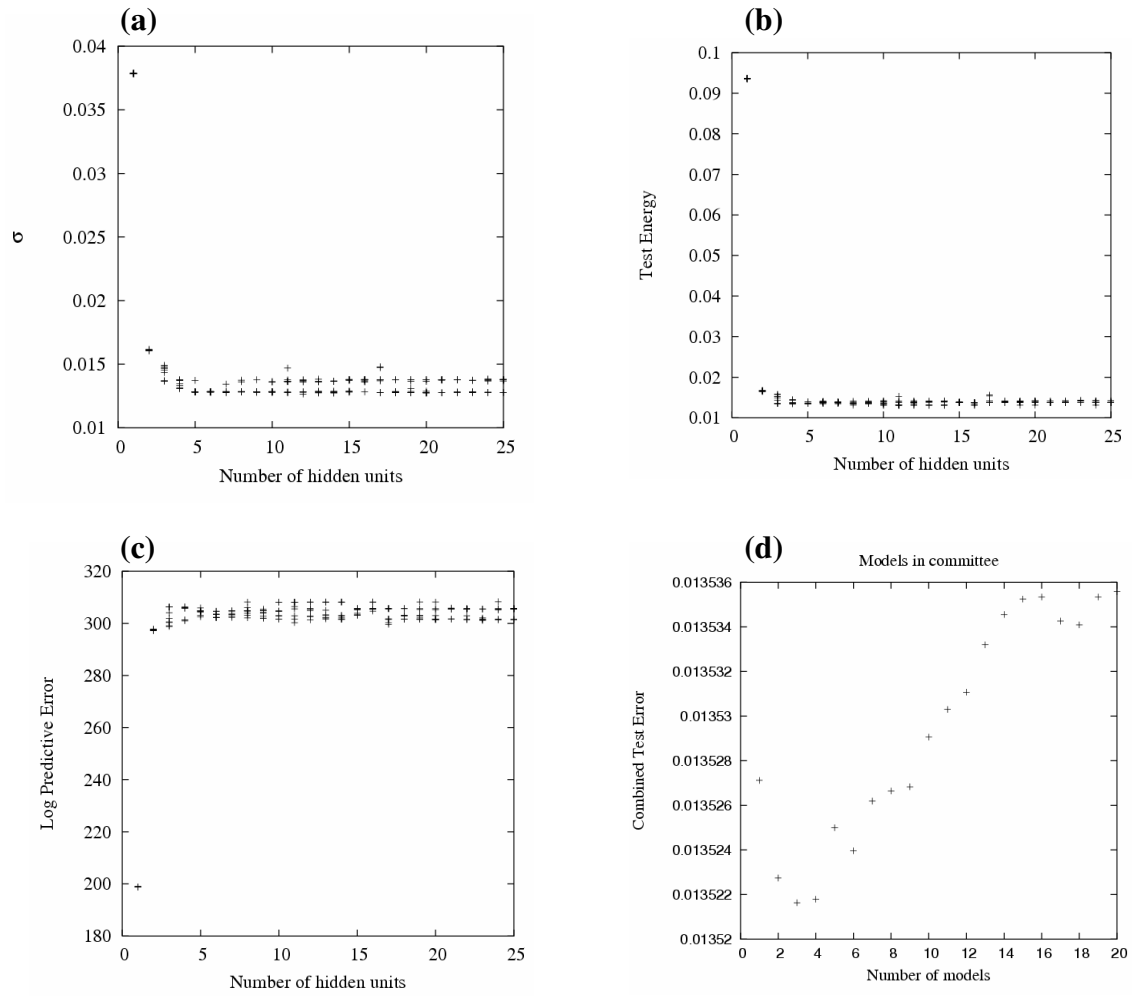 (a)
0.04
0.035
0.03
0.025
0.02
0.015
0.01
σ
0 5 10 15 20 25
Number of hidden units
(b)
0.1
0.09
0.08
0.07
0.06
0.05
0.04
0.03
0.02
0.01
Test Energy
0 5 10 15 20 25
Number of hidden units
(c)
320
300
280
260
240
220
200
180
Log Predictive Error
0 5 10 15 20 25
Number of hidden units
(d)
Models in committee
0.013536
0.013534
0.013532
0.01353
0.013528
0.013526
0.013524
0.013522
0.01352
Combined Test Error
0 2 4 6 8 10 12 14 16 18 20
Number of models